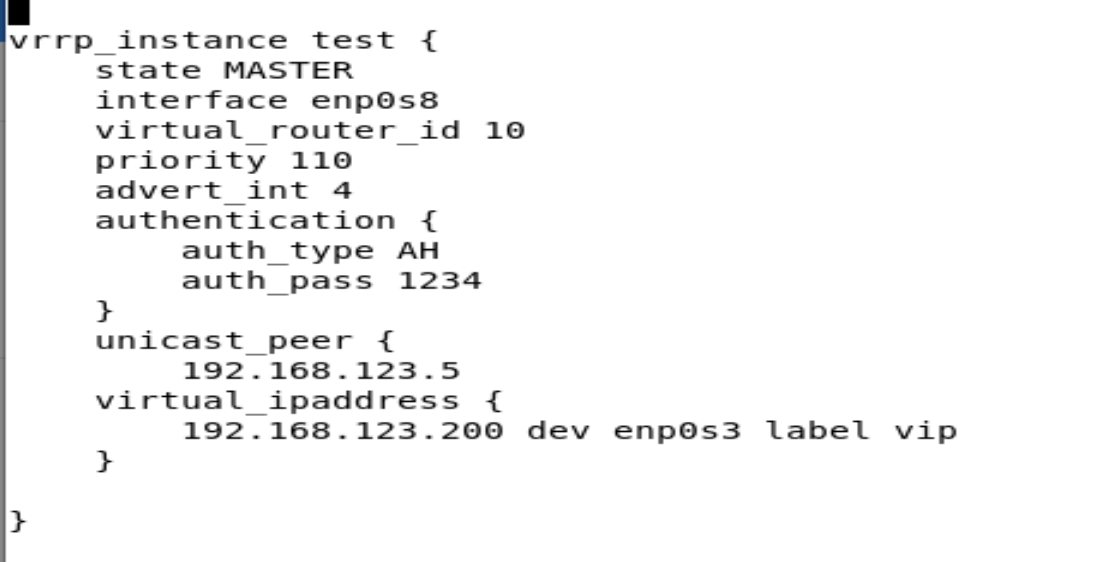 vrrp_instance test {
     state MASTER
     interface enp0s8
     virtual_router_id 10
     priority 110
     advert_int 4
     authentication {
          auth_type AH
          auth_pass 1234
     }
     unicast_peer {
          192.168.123.5
     virtual_ipaddress {
          192.168.123.200 dev enp0s3 label vip
     }
}